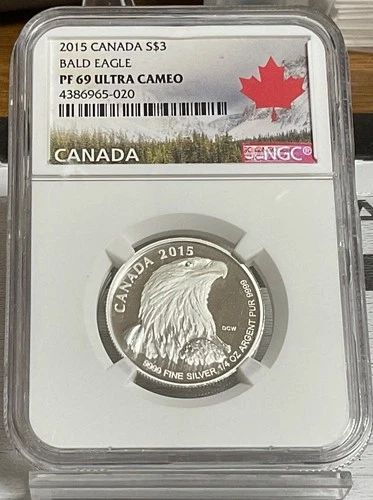 2015 CANADA S$3
BALD EAGLE
PF 69 ULTRA CAMEO
4386965-020
CANADA
NGC®
CANADA 2015
DCW
9999 FINE SILVER 1/4 OZ ARGENT PUR 9999